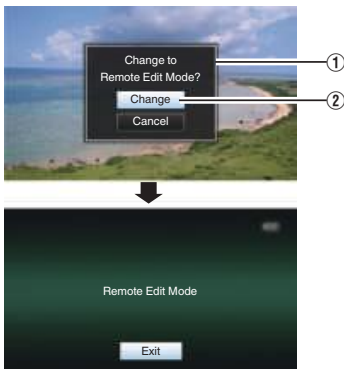 Change to
Remote Edit Mode?
Change
Cancel
①
②
Remote Edit Mode
Exit